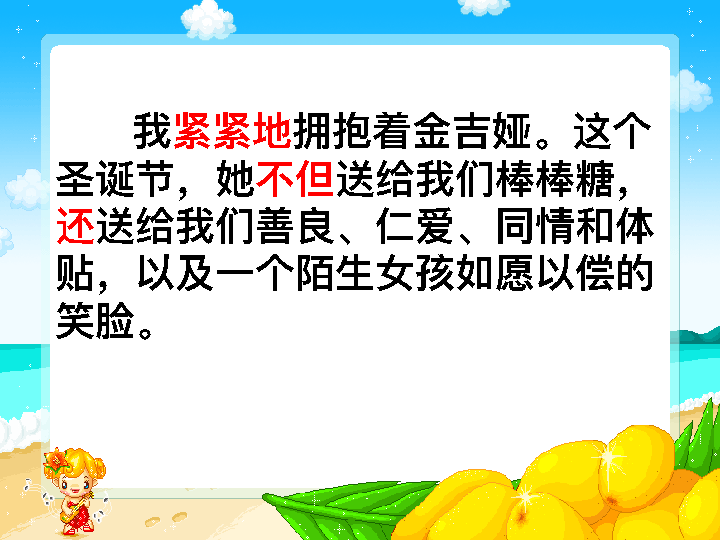 我紧紧地拥抱着金吉娅。这个
圣诞节，她不但送给我们棒棒糖，
还送给我们善良、仁爱、同情和体
贴，以及一个陌生女孩如愿以偿的
笑脸。